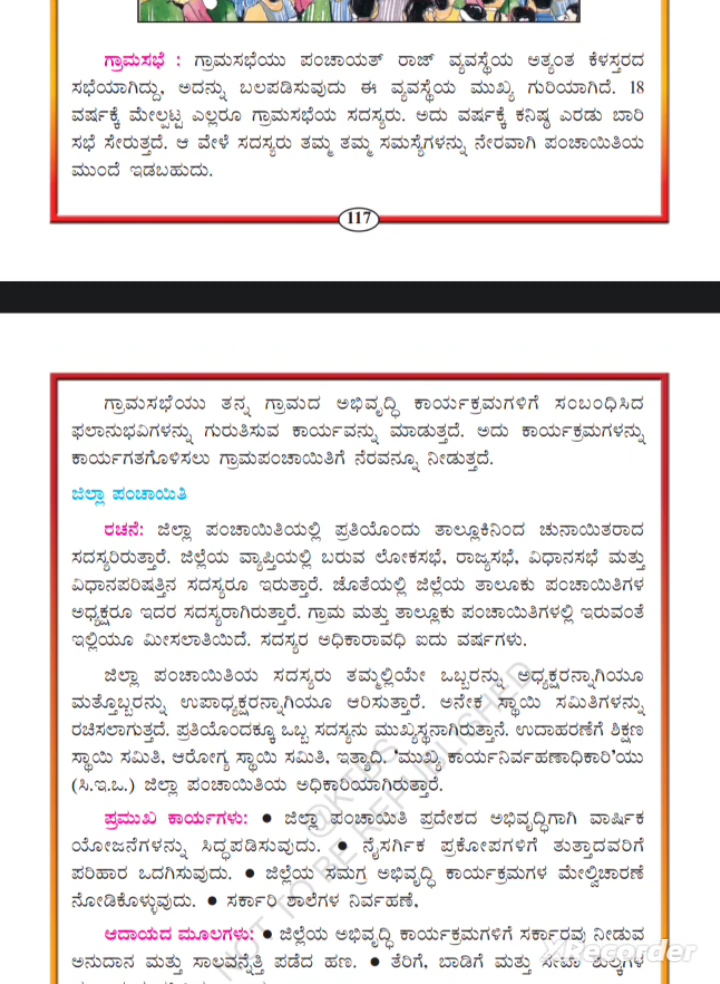 ಗ್ರಾಮಸಭೆ : ಗ್ರಾಮಸಭೆಯು ಪಂಚಾಯತ್ ರಾಜ್ ವ್ಯವಸ್ಥೆಯ ಅತ್ಯಂತ ಕೆಳಸ್ತರದ
ಸಭೆಯಾಗಿದ್ದು, ಅದನ್ನು ಬಲಪಡಿಸುವುದು ಈ ವ್ಯವಸ್ಥೆಯ ಮುಖ್ಯ ಗುರಿಯಾಗಿದೆ. 18
ವರ್ಷಕ್ಕೆ ಮೇಲ್ಪಟ್ಟ ಎಲ್ಲರೂ ಗ್ರಾಮಸಭೆಯ ಸದಸ್ಯರು. ಅದು ವರ್ಷಕ್ಕೆ ಕನಿಷ್ಠ ಎರಡು ಬಾರಿ
ಸಭೆ ಸೇರುತ್ತದೆ. ಆ ವೇಳೆ ಸದಸ್ಯರು ತಮ್ಮ ತಮ್ಮ ಸಮಸ್ಯೆಗಳನ್ನು ನೇರವಾಗಿ ಪಂಚಾಯಿತಿಯ
ಮುಂದೆ ಇಡಬಹುದು.
117
ಗ್ರಾಮಸಭೆಯು ತನ್ನ ಗ್ರಾಮದ ಅಭಿವೃದ್ಧಿ ಕಾರ್ಯಕ್ರಮಗಳಿಗೆ ಸಂಬಂಧಿಸಿದ
ಫಲಾನುಭವಿಗಳನ್ನು ಗುರುತಿಸುವ ಕಾರ್ಯವನ್ನು ಮಾಡುತ್ತದೆ. ಅದು ಕಾರ್ಯಕ್ರಮಗಳನ್ನು
ಕಾರ್ಯಗತಗೊಳಿಸಲು ಗ್ರಾಮಪಂಚಾಯಿತಿಗೆ ನೆರವನ್ನೂ ನೀಡುತ್ತದೆ.
ಜಿಲ್ಲಾ ಪಂಚಾಯಿತಿ
ರಚನೆ: ಜಿಲ್ಲಾ ಪಂಚಾಯಿತಿಯಲ್ಲಿ ಪ್ರತಿಯೊಂದು ತಾಲ್ಲೂಕಿನಿಂದ ಚುನಾಯಿತರಾದ
ಸದಸ್ಯರಿರುತ್ತಾರೆ. ಜಿಲ್ಲೆಯ ವ್ಯಾಪ್ತಿಯಲ್ಲಿ ಬರುವ ಲೋಕಸಭೆ, ರಾಜ್ಯಸಭೆ, ವಿಧಾನಸಭೆ ಮತ್ತು
ವಿಧಾನಪರಿಷತ್ತಿನ ಸದಸ್ಯರೂ ಇರುತ್ತಾರೆ. ಜೊತೆಯಲ್ಲಿ ಜಿಲ್ಲೆಯ ತಾಲೂಕು ಪಂಚಾಯಿತಿಗಳ
ಅಧ್ಯಕ್ಷರೂ ಇದರ ಸದಸ್ಯರಾಗಿರುತ್ತಾರೆ. ಗ್ರಾಮ ಮತ್ತು ತಾಲ್ಲೂಕು ಪಂಚಾಯಿತಿಗಳಲ್ಲಿ ಇರುವಂತೆ
ಇಲ್ಲಿಯೂ ಮೀಸಲಾತಿಯಿದೆ. ಸದಸ್ಯರ ಅಧಿಕಾರಾವಧಿ ಐದು ವರ್ಷಗಳು.
ಜಿಲ್ಲಾ ಪಂಚಾಯಿತಿಯ ಸದಸ್ಯರು ತಮ್ಮಲ್ಲಿಯೇ ಒಬ್ಬರನ್ನು ಅಧ್ಯಕ್ಷರನ್ನಾಗಿಯೂ
ಮತ್ತೊಬ್ಬರನ್ನು ಉಪಾಧ್ಯಕ್ಷರನ್ನಾಗಿಯೂ ಆರಿಸುತ್ತಾರೆ. ಅನೇಕ ಸ್ಥಾಯಿ ಸಮಿತಿಗಳನ್ನು
ರಚಿಸಲಾಗುತ್ತದೆ. ಪ್ರತಿಯೊಂದಕ್ಕೂ ಒಬ್ಬ ಸದಸ್ಯನು ಮುಖ್ಯಸ್ಥನಾಗಿರುತ್ತಾನೆ. ಉದಾಹರಣೆಗೆ ಶಿಕ್ಷಣ
ಸ್ಥಾಯಿ ಸಮಿತಿ, ಆರೋಗ್ಯ ಸ್ಥಾಯಿ ಸಮಿತಿ, ಇತ್ಯಾದಿ. 'ಮುಖ್ಯ ಕಾರ್ಯನಿರ್ವಹಣಾಧಿಕಾರಿ'ಯು
(ಸಿ.ಇ.ಒ.) ಜಿಲ್ಲಾ ಪಂಚಾಯಿತಿಯ ಅಧಿಕಾರಿಯಾಗಿರುತ್ತಾರೆ.
ಪ್ರಮುಖ ಕಾರ್ಯಗಳು: ● ಜಿಲ್ಲಾ ಪಂಚಾಯಿತಿ ಪ್ರದೇಶದ ಅಭಿವೃದ್ಧಿಗಾಗಿ ವಾರ್ಷಿಕ
ಯೋಜನೆಗಳನ್ನು ಸಿದ್ಧಪಡಿಸುವುದು. ● ನೈಸರ್ಗಿಕ ಪ್ರಕೋಪಗಳಿಗೆ ತುತ್ತಾದವರಿಗೆ
ಪರಿಹಾರ ಒದಗಿಸುವುದು. ● ಜಿಲ್ಲೆಯ ಸಮಗ್ರ ಅಭಿವೃದ್ಧಿ ಕಾರ್ಯಕ್ರಮಗಳ ಮೇಲ್ವಿಚಾರಣೆ
ನೋಡಿಕೊಳ್ಳುವುದು. ● ಸರ್ಕಾರಿ ಶಾಲೆಗಳ ನಿರ್ವಹಣೆ,
ಆದಾಯದ ಮೂಲಗಳು: ● ಜಿಲ್ಲೆಯ ಅಭಿವೃದ್ಧಿ ಕಾರ್ಯಕ್ರಮಗಳಿಗೆ ಸರ್ಕಾರವು ನೀಡುವ
ಅನುದಾನ ಮತ್ತು ಸಾಲವನ್ನೆತ್ತಿ ಪಡೆದ ಹಣ. ● ತೆರಿಗೆ, ಬಾಡಿಗೆ ಮತ್ತು ಸೇವಾ ಶುಲ್ಕಗಳ
@KTBS
NOT TO BE REPUBLISHED
XRecorder